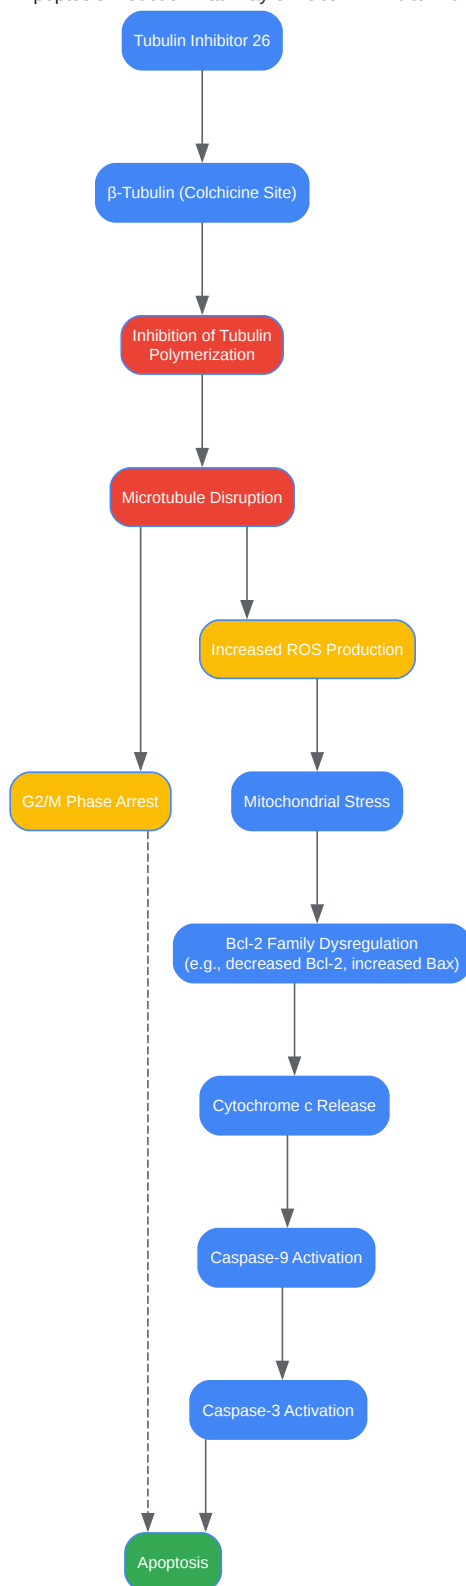 Tubulin Inhibitor 26
β-Tubulin (Colchicine Site)
Inhibition of Tubulin
Polymerization
Microtubule Disruption
Increased ROS Production
G2/M Phase Arrest
Mitochondrial Stress
Bcl-2 Family Dysregulation
(e.g., decreased Bcl-2, increased Bax)
Cytochrome c Release
Caspase-9 Activation
Caspase-3 Activation
Apoptosis